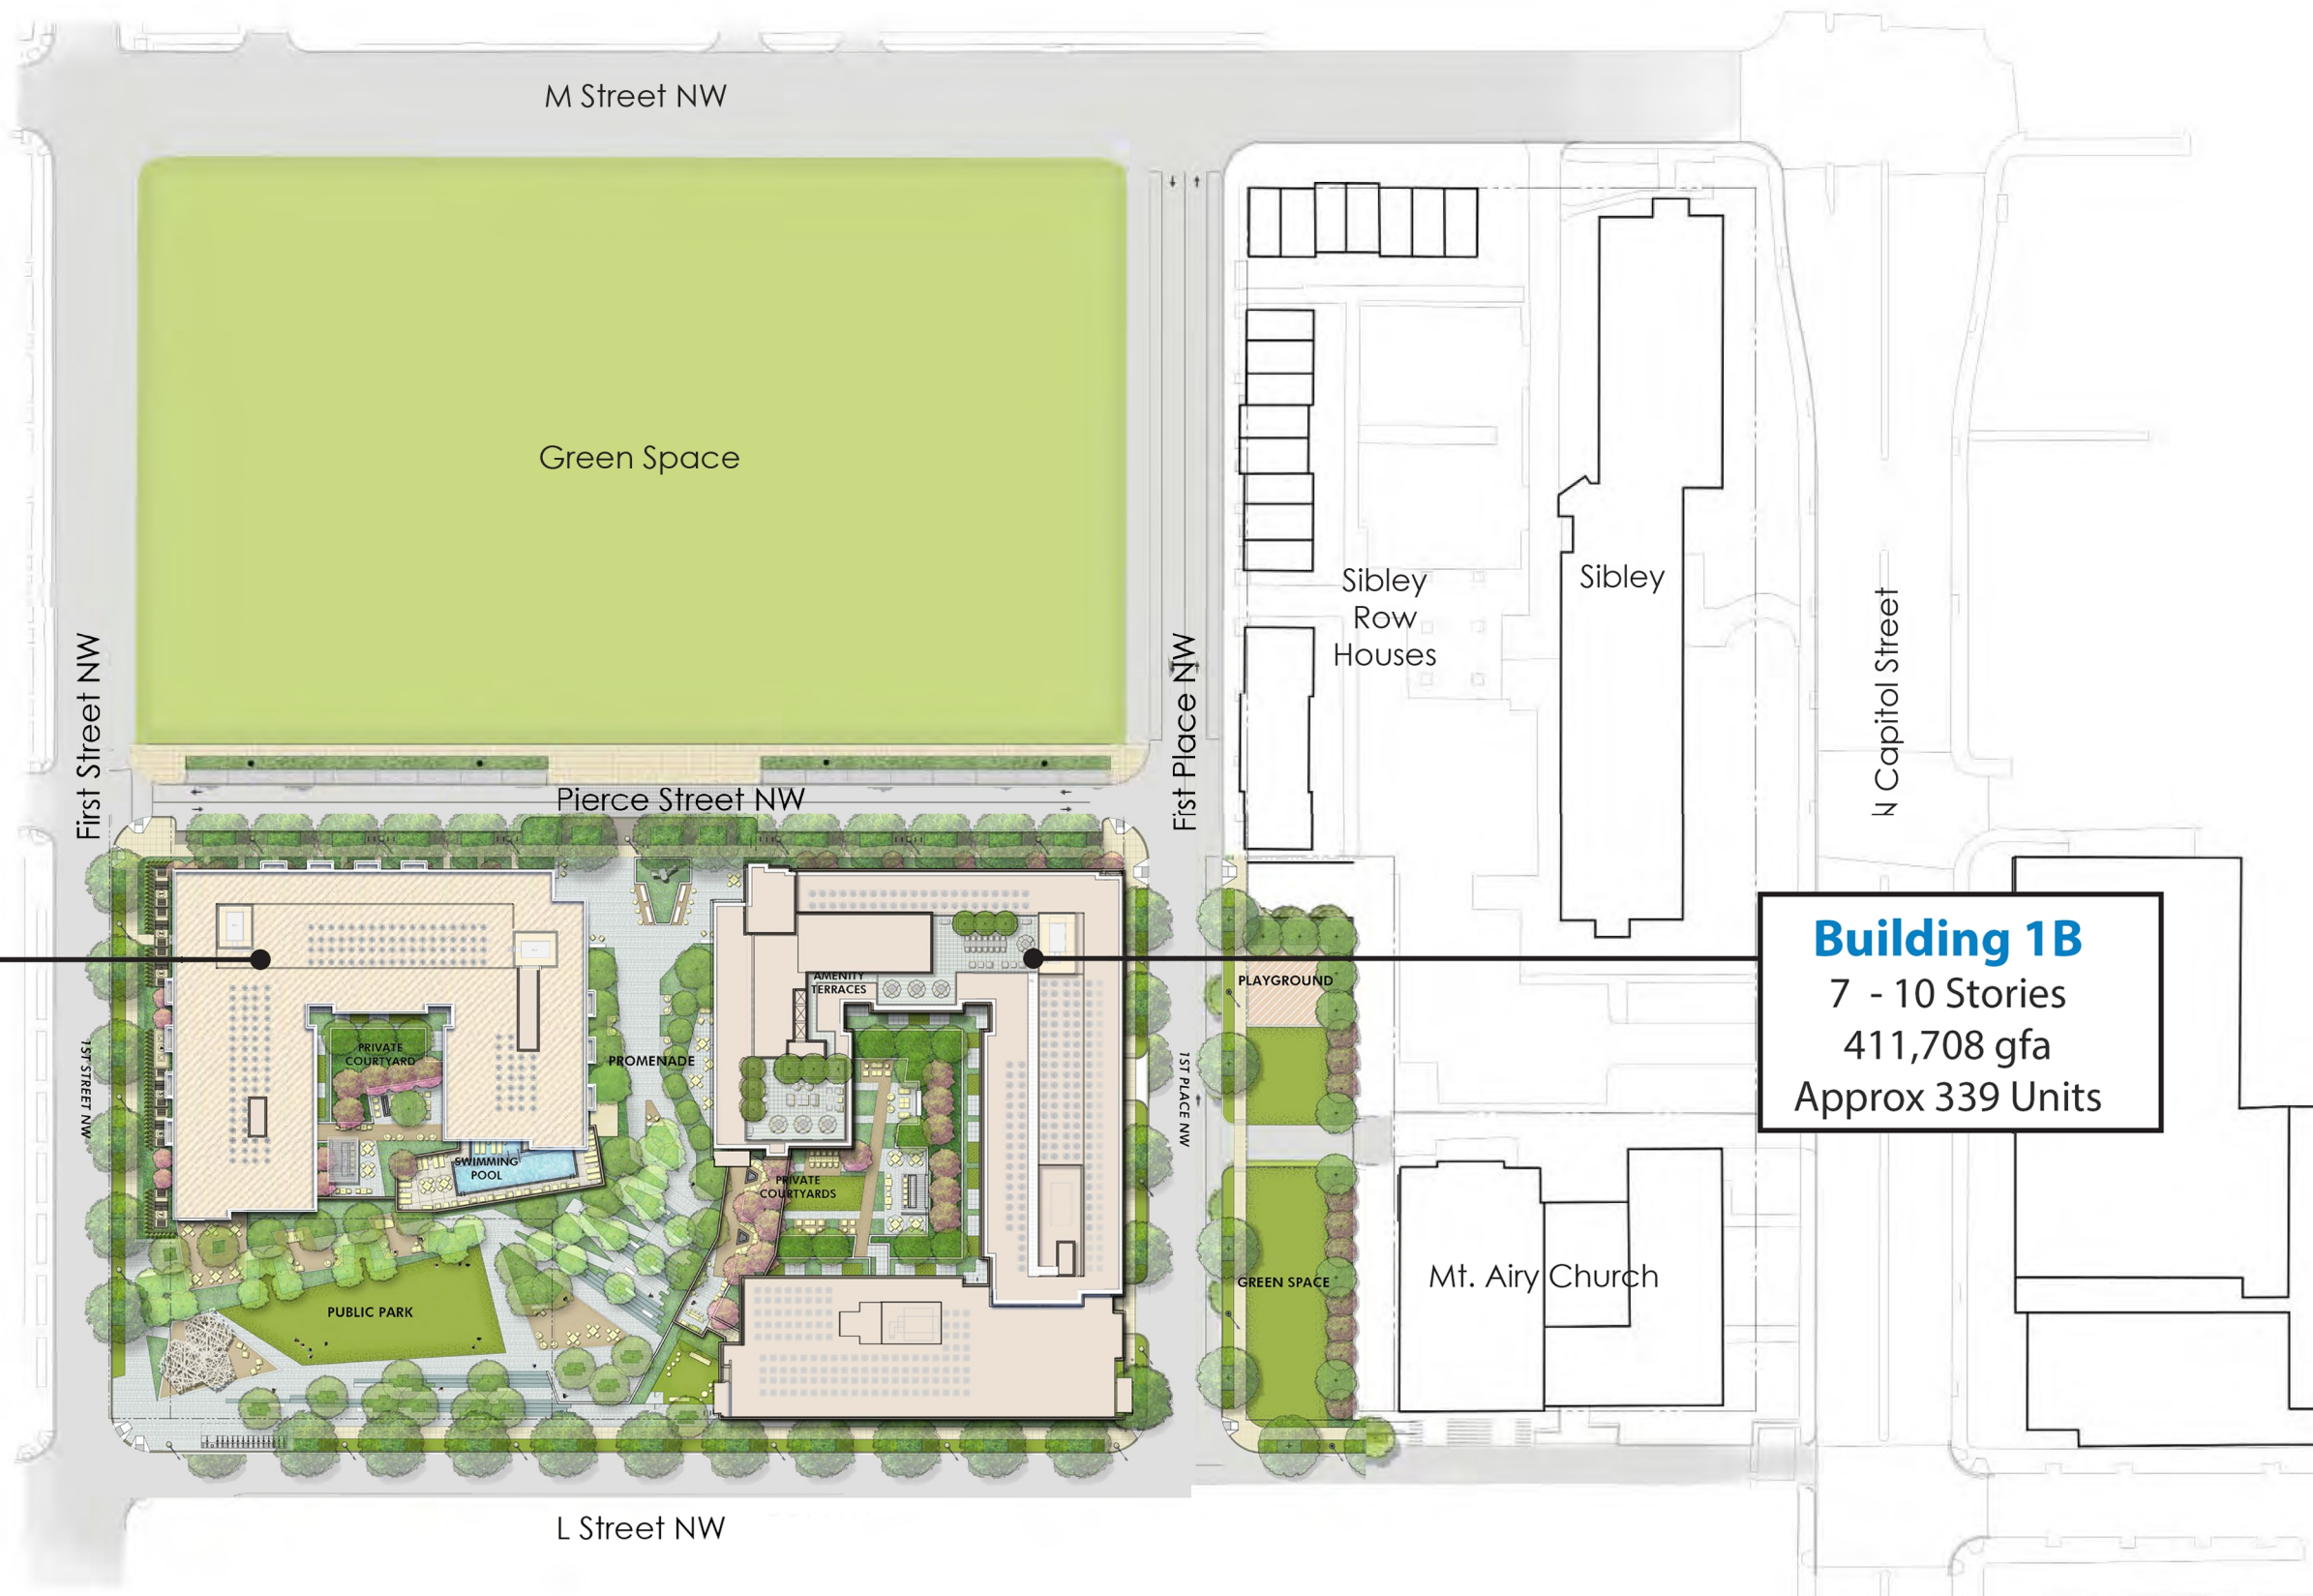 M Street NW
Green Space
Sibley
Row
Houses
Sibley
First Street NW
First Place NW
N Capitol Street
Pierce Street NW
AMENITY
TERRACES
PLAYGROUND
Building 1B
7 - 10 Stories
411,708 gfa
Approx 339 Units
PRIVATE
COURTYARD
PROMENADE
1ST STREET NW
1ST PLACE NW
SWIMMING
POOL
PRIVATE
COURTYARDS
GREEN SPACE
Mt. Airy Church
PUBLIC PARK
L Street NW